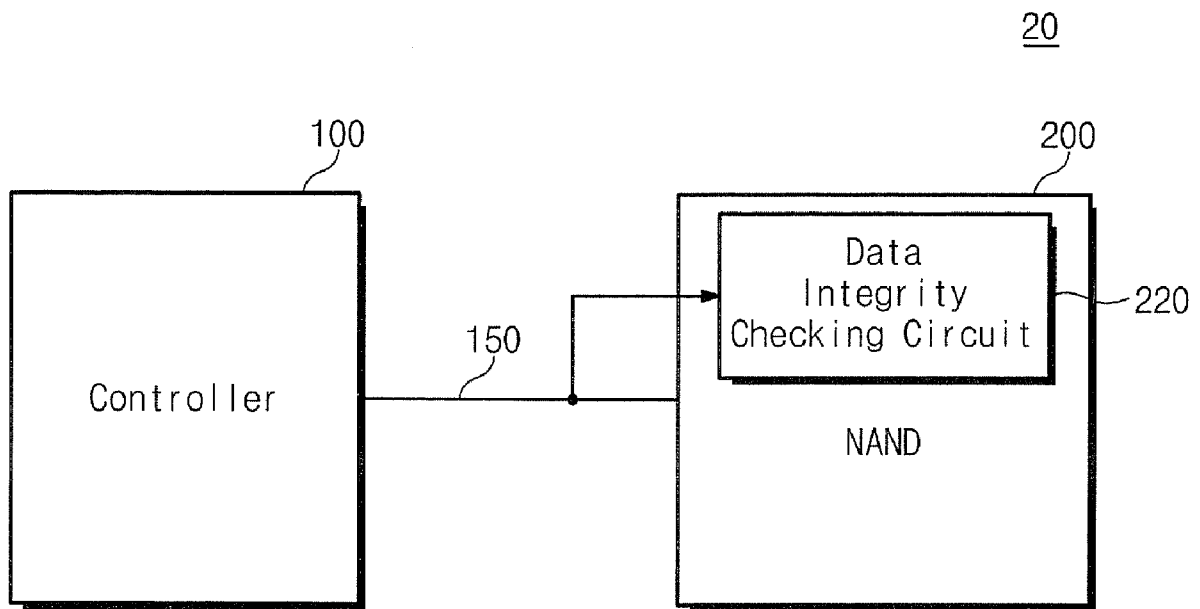 20
100
200
Data
Integrity
Checking Circuit
220
150
Controller
NAND